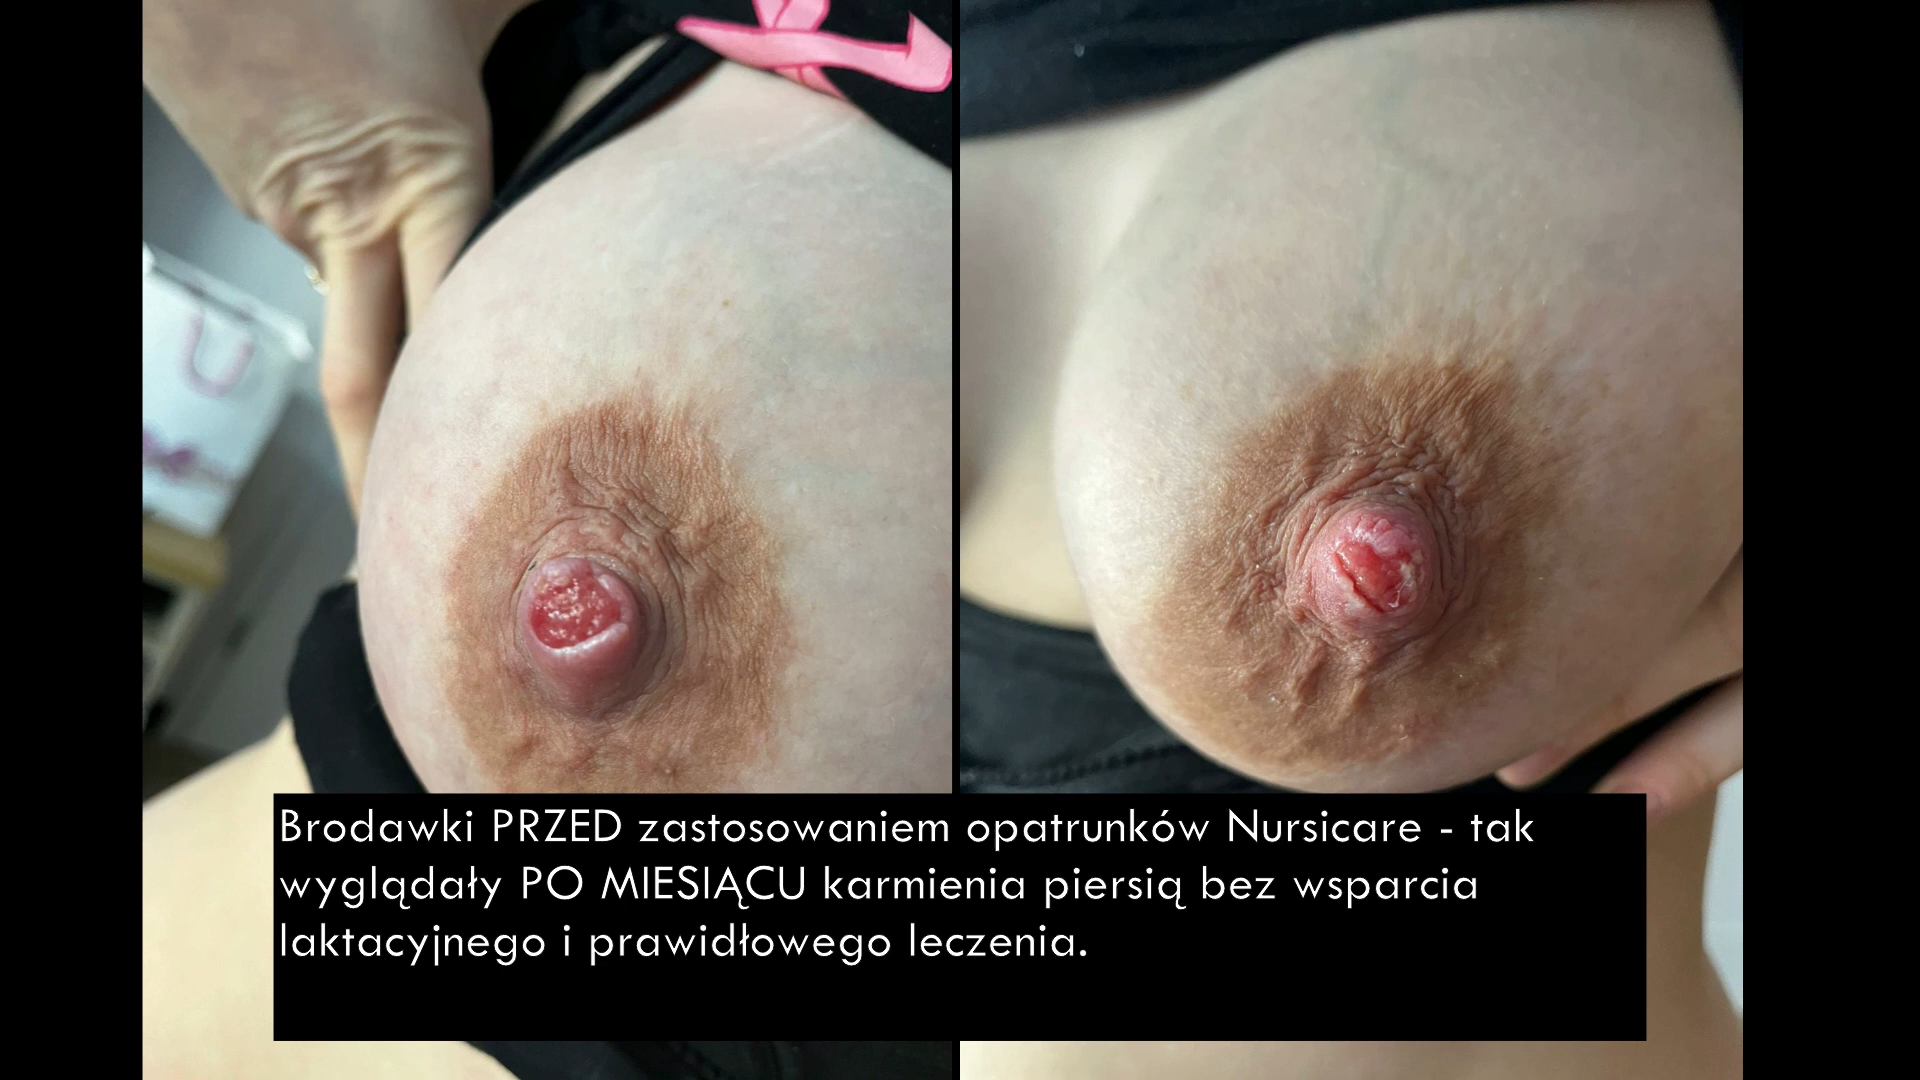 Brodawki PRZED zastosowaniem opatrunków Nursicare - tak
wyglądały PO MIESIĄCU karmienia piersią bez wsparcia
laktacyjnego i prawidłowego leczenia.